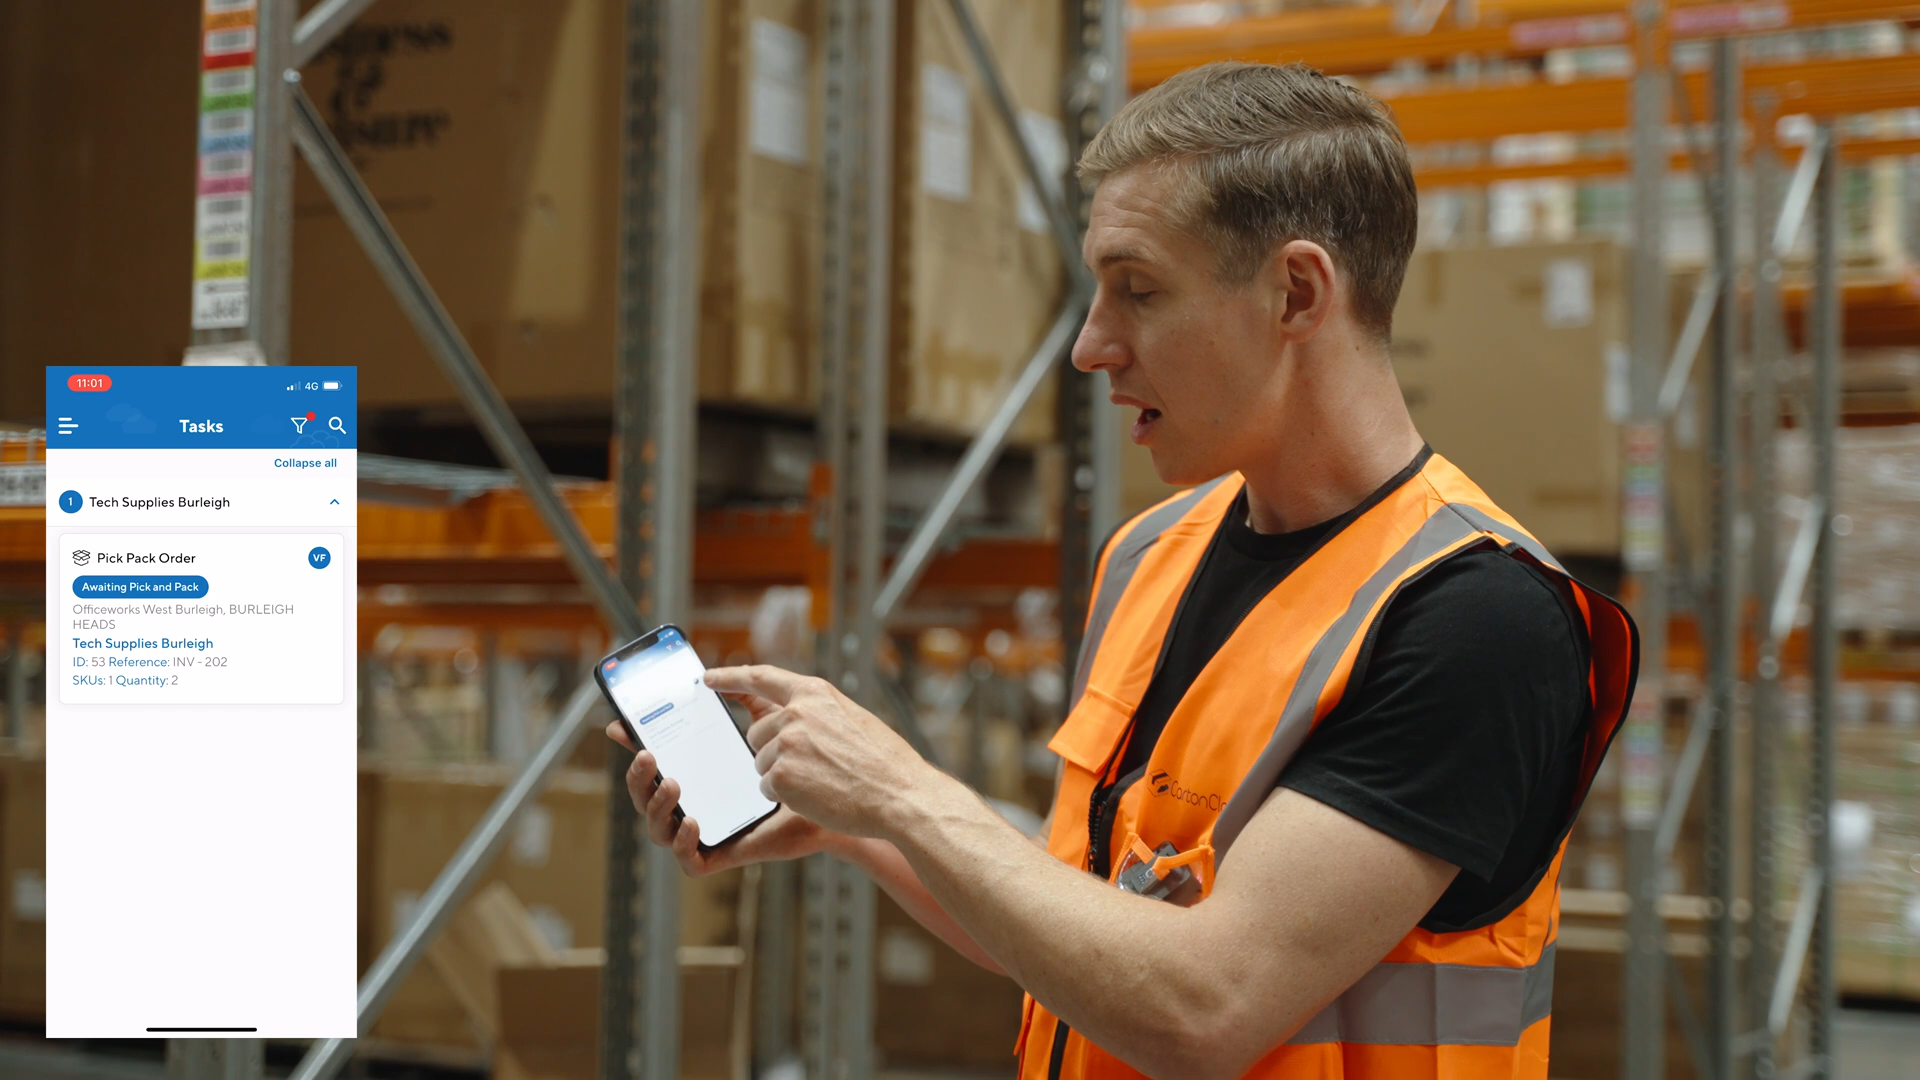 11:01
4G
Tasks
Collapse all
1 Tech Supplies Burleigh
Pick Pack Order
VF
Awaiting Pick and Pack
Officeworks West Burleigh, BURLEIGH
HEADS
Tech Supplies Burleigh
ID: 53 Reference: INV - 202
SKUs: 1 Quantity: 2
CartonCl